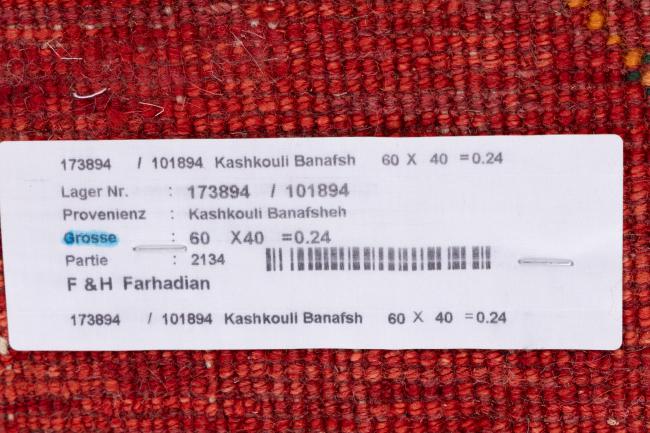 173894 / 101894 Kashkouli Banafsh 60 X 40 =0.24
Lager Nr. : 173894 / 101894
Provenienz : Kashkouli Banafsheh
Grosse : 60 X40 =0.24
Partie : 2134
F &H Farhadian
173894 / 101894 Kashkouli Banafsh 60 X 40 =0.24